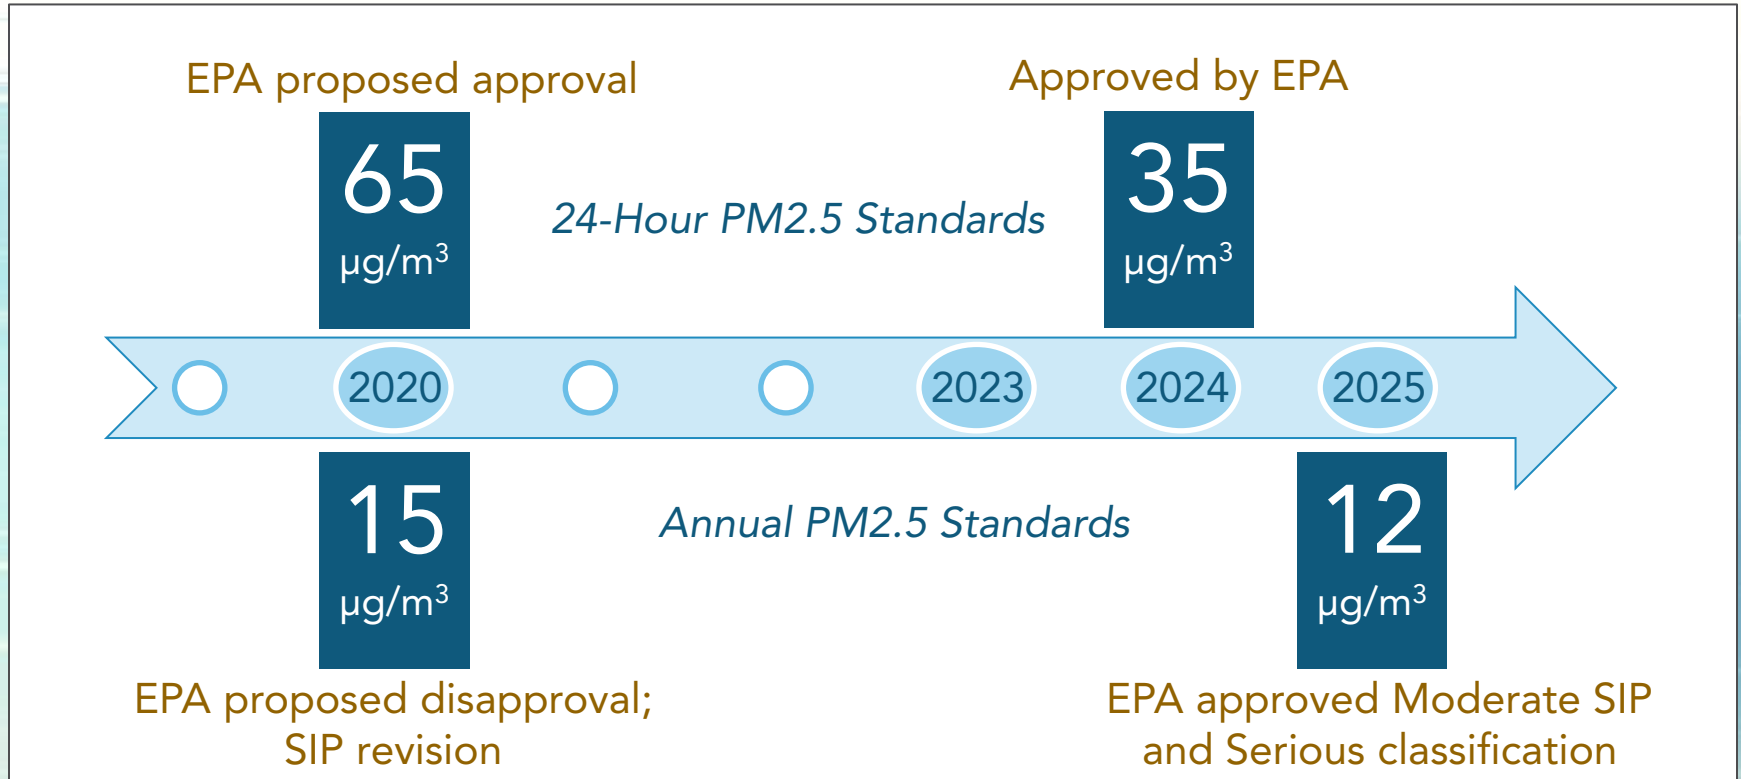 EPA proposed approval
Approved by EPA
65
µg/m³
24-Hour PM2.5 Standards
35
µg/m³
2020
2023
2024
2025
15
µg/m³
Annual PM2.5 Standards
12
µg/m³
EPA proposed disapproval;
SIP revision
EPA approved Moderate SIP
and Serious classification